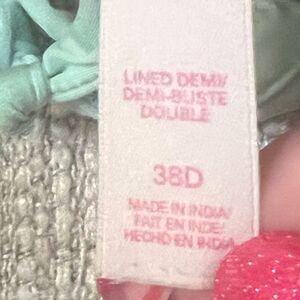 LINED DEMI/
DEMI-BUSTE
DOUBLE
38D
MADE IN INDIA/
FAIT EN INDE/
HECHO EN INDIA